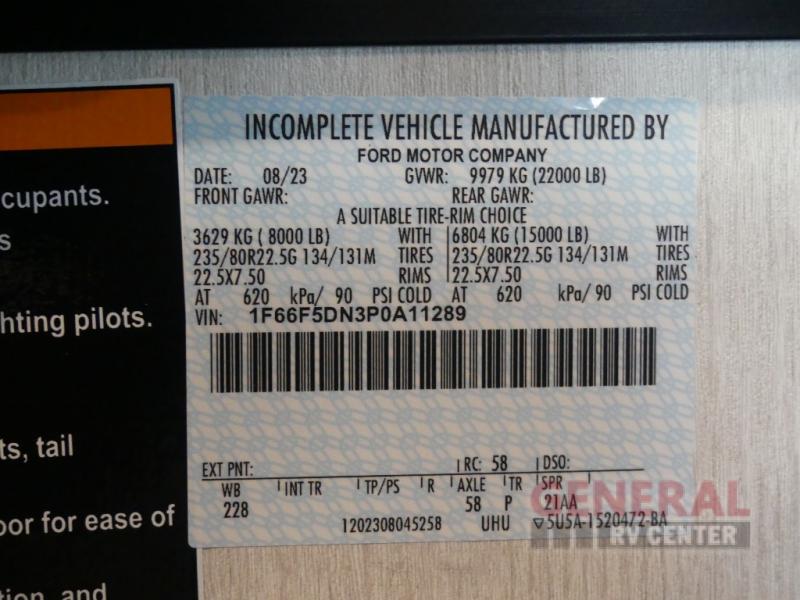 cupants.
s
hting pilots.
ts, tail
oor for ease of
tion, and
INCOMPLETE VEHICLE MANUFACTURED BY
FORD MOTOR COMPANY
DATE: 08/23 GVWR: 9979 KG (22000 LB)
FRONT GAWR: REAR GAWR:
A SUITABLE TIRE-RIM CHOICE
3629 KG ( 8000 LB) WITH 6804 KG (15000 LB) WITH
235/80R22.5G 134/131M TIRES 235/80R22.5G 134/131M TIRES
22.5X7.50 RIMS 22.5X7.50 RIMS
AT 620 kPa/ 90 PSI COLD AT 620 kPa/ 90 PSI COLD
VIN: 1F66F5DN3P0A11289
EXT PNT: RC: 58 DSO:
WB INT TR TP/PS R AXLE TR SPR
228 58 P 21AA
1202308045258 UHU ▽5U5A-1520472-BA
GENERAL
RV CENTER